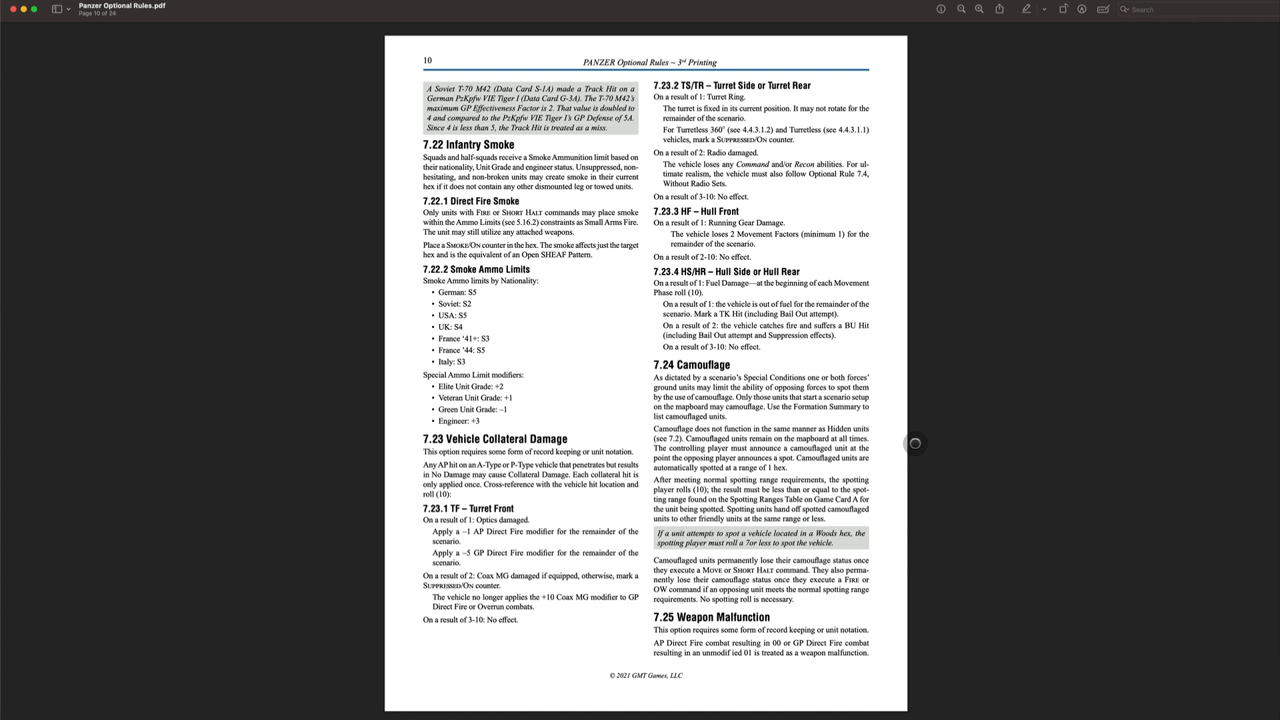 Panzer Optional Rules.pdf
Page 10 of 24
Search
10
PANZER Optional Rules ~ 3rd Printing
A Soviet T-70 M42 (Data Card S-1A) made a Track Hit on a
German PzKpfw VIE Tiger I (Data Card G-3A). The T-70 M42's
maximum GP Effectiveness Factor is 2. That value is doubled to
4 and compared to the PzKpfw VIE Tiger I's GP Defense of 5A.
Since 4 is less than 5, the Track Hit is treated as a miss.
7.22 Infantry Smoke
Squads and half-squads receive a Smoke Ammunition limit based on
their nationality, Unit Grade and engineer status. Unsuppressed, non-
hesitating, and non-broken units may create smoke in their current
hex if it does not contain any other dismounted leg or towed units.
7.22.1 Direct Fire Smoke
Only units with FIRE or SHORT HALT commands may place smoke
within the Ammo Limits (see 5.16.2) constraints as Small Arms Fire.
The unit may still utilize any attached weapons.
Place a SMOKE/ON counter in the hex. The smoke affects just the target
hex and is the equivalent of an Open SHEAF Pattern.
7.22.2 Smoke Ammo Limits
Smoke Ammo limits by Nationality:
• German: S5
• Soviet: S2
• USA: S5
• UK: S4
• France '41+: S3
• France '44: S5
• Italy: S3
Special Ammo Limit modifiers:
• Elite Unit Grade: +2
• Veteran Unit Grade: +1
• Green Unit Grade: –1
• Engineer: +3
7.23 Vehicle Collateral Damage
This option requires some form of record keeping or unit notation.
Any AP hit on an A-Type or P-Type vehicle that penetrates but results
in No Damage may cause Collateral Damage. Each collateral hit is
only applied once. Cross-reference with the vehicle hit location and
roll (10):
7.23.1 TF – Turret Front
On a result of 1: Optics damaged.
Apply a –1 AP Direct Fire modifier for the remainder of the
scenario.
Apply a –5 GP Direct Fire modifier for the remainder of the
scenario.
On a result of 2: Coax MG damaged if equipped, otherwise, mark a
SUPPRESSED/ON counter.
The vehicle no longer applies the +10 Coax MG modifier to GP
Direct Fire or Overrun combats.
On a result of 3-10: No effect.
7.23.2 TS/TR – Turret Side or Turret Rear
On a result of 1: Turret Ring.
The turret is fixed in its current position. It may not rotate for the
remainder of the scenario.
For Turretless 360° (see 4.4.3.1.2) and Turretless (see 4.4.3.1.1)
vehicles, mark a SUPPRESSED/ON counter.
On a result of 2: Radio damaged.
The vehicle loses any Command and/or Recon abilities. For ul-
timate realism, the vehicle must also follow Optional Rule 7.4,
Without Radio Sets.
On a result of 3-10: No effect.
7.23.3 HF – Hull Front
On a result of 1: Running Gear Damage.
The vehicle loses 2 Movement Factors (minimum 1) for the
remainder of the scenario.
On a result of 2-10: No effect.
7.23.4 HS/HR – Hull Side or Hull Rear
On a result of 1: Fuel Damage—at the beginning of each Movement
Phase roll (10).
On a result of 1: the vehicle is out of fuel for the remainder of the
scenario. Mark a TK Hit (including Bail Out attempt).
On a result of 2: the vehicle catches fire and suffers a BU Hit
(including Bail Out attempt and Suppression effects).
On a result of 3-10: No effect.
7.24 Camouflage
As dictated by a scenario's Special Conditions one or both forces'
ground units may limit the ability of opposing forces to spot them
by the use of camouflage. Only those units that start a scenario setup
on the mapboard may camouflage. Use the Formation Summary to
list camouflaged units.
Camouflage does not function in the same manner as Hidden units
(see 7.2). Camouflaged units remain on the mapboard at all times.
The controlling player must announce a camouflaged unit at the
point the opposing player announces a spot. Camouflaged units are
automatically spotted at a range of 1 hex.
After meeting normal spotting range requirements, the spotting
player rolls (10); the result must be less than or equal to the spot-
ting range found on the Spotting Ranges Table on Game Card A for
the unit being spotted. Spotting units hand off spotted camouflaged
units to other friendly units at the same range or less.
If a unit attempts to spot a vehicle located in a Woods hex, the
spotting player must roll a 7or less to spot the vehicle.
Camouflaged units permanently lose their camouflage status once
they execute a MOVE or SHORT HALT command. They also perma-
nently lose their camouflage status once they execute a FIRE or
OW command if an opposing unit meets the normal spotting range
requirements. No spotting roll is necessary.
7.25 Weapon Malfunction
This option requires some form of record keeping or unit notation.
AP Direct Fire combat resulting in 00 or GP Direct Fire combat
resulting in an unmodif ied 01 is treated as a weapon malfunction.
© 2021 GMT Games, LLC